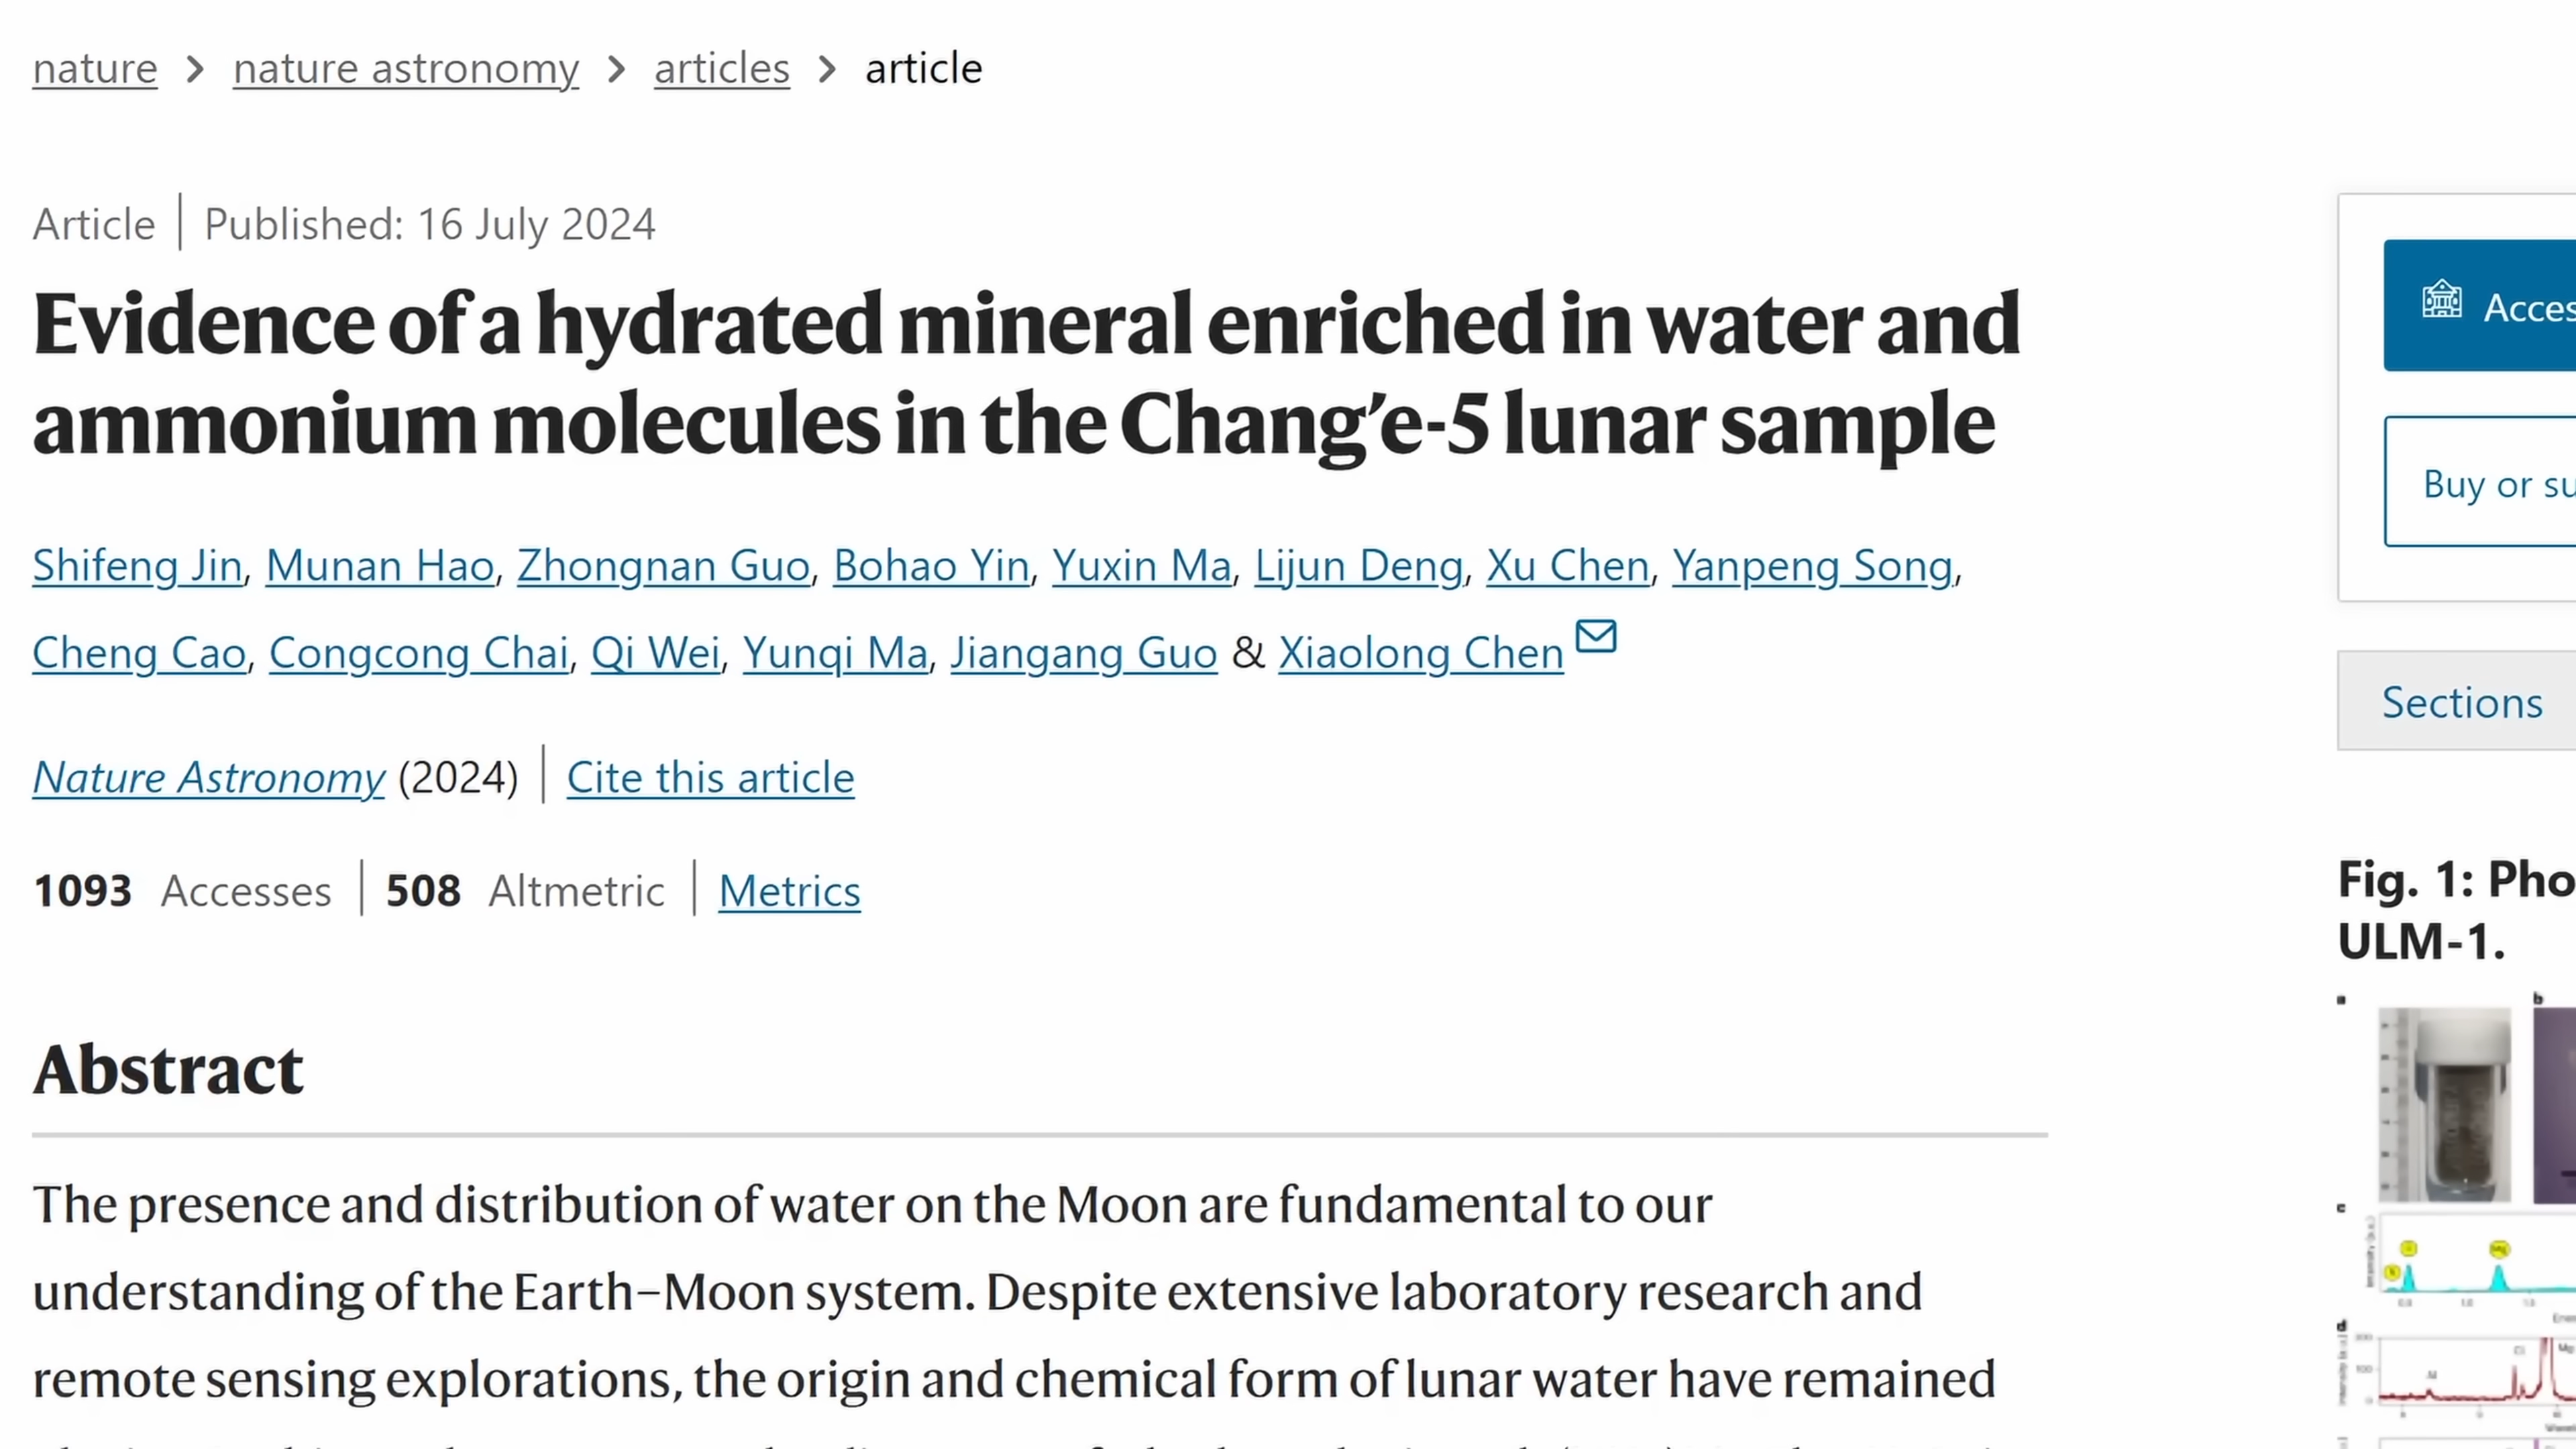 nature > nature astronomy > articles > article
Article | Published: 16 July 2024
Evidence of a hydrated mineral enriched in water and
ammonium molecules in the Chang’e-5 lunar sample
Shifeng Jin, Munan Hao, Zhongnan Guo, Bohao Yin, Yuxin Ma, Lijun Deng, Xu Chen, Yanpeng Song,
Cheng Cao, Congcong Chai, Qi Wei, Yunqi Ma, Jiangang Guo & Xiaolong Chen
Nature Astronomy (2024) | Cite this article
1093 Accesses | 508 Altmetric | Metrics
Abstract
The presence and distribution of water on the Moon are fundamental to our
understanding of the Earth–Moon system. Despite extensive laboratory research and
remote sensing explorations, the origin and chemical form of lunar water have remained
Acces
Buy or su
Sections
Fig. 1: Pho
ULM-1.
a
b
c
d